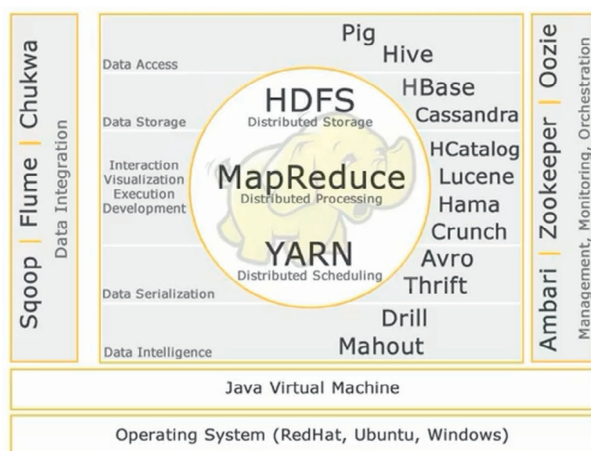 Sqoop | Flume | Chukwa
Data Integration
Data Access
Pig
Hive
Data Storage
HBase
Cassandra
Interaction
Visualization
Execution
Development
HCatalog
Lucene
Hama
Crunch
Data Serialization
Avro
Thrift
Data Intelligence
Drill
Mahout
HDFS
Distributed Storage
MapReduce
Distributed Processing
YARN
Distributed Scheduling
Ambari | Zookeeper | Oozie
Management, Monitoring, Orchestration
Java Virtual Machine
Operating System (RedHat, Ubuntu, Windows)